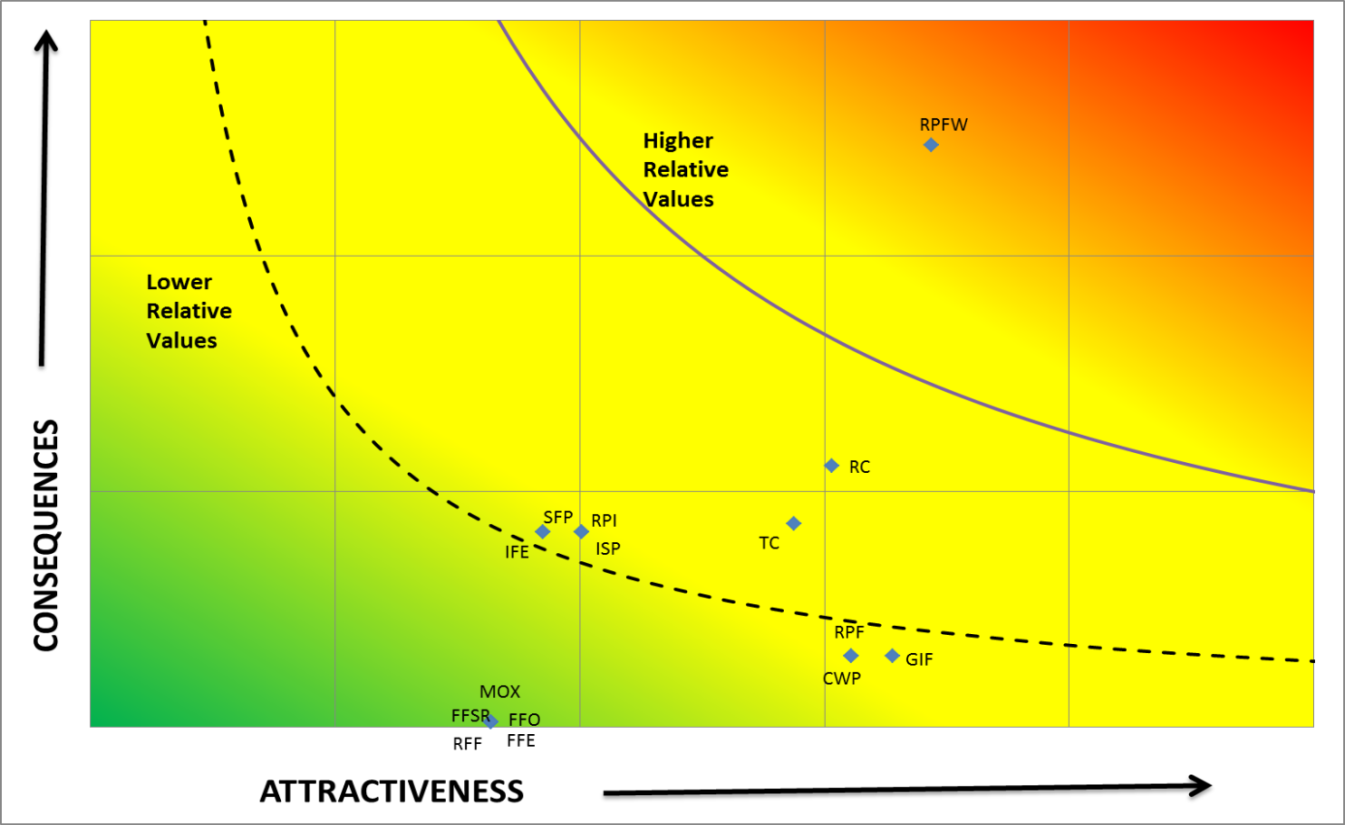 RPFW
Higher
Relative
Values
Lower
Relative
Values
CONSEQUENCES
RC
SFP
RPI
IFE
ISP
TC
RPF
GIF
CWP
MOX
FFSR
FFO
RFF
FFE
ATTRACTIVENESS